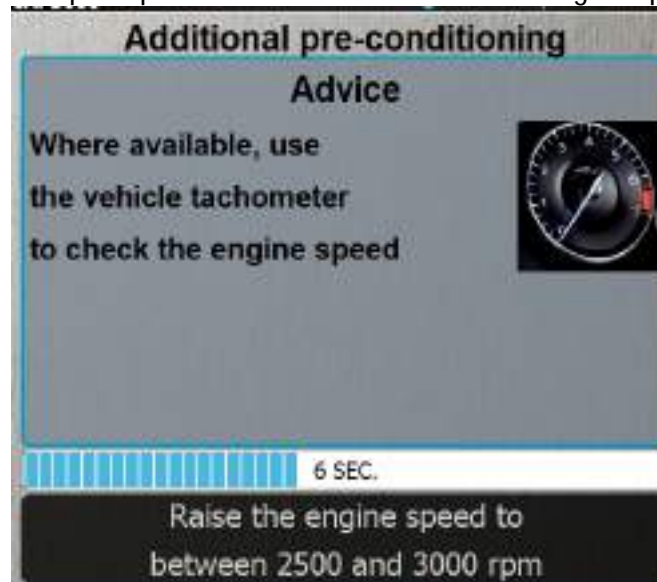 Additional pre-conditioning
Advice
Where available, use
the vehicle tachometer
to check the engine speed
6 SEC.
Raise the engine speed to
between 2500 and 3000 rpm